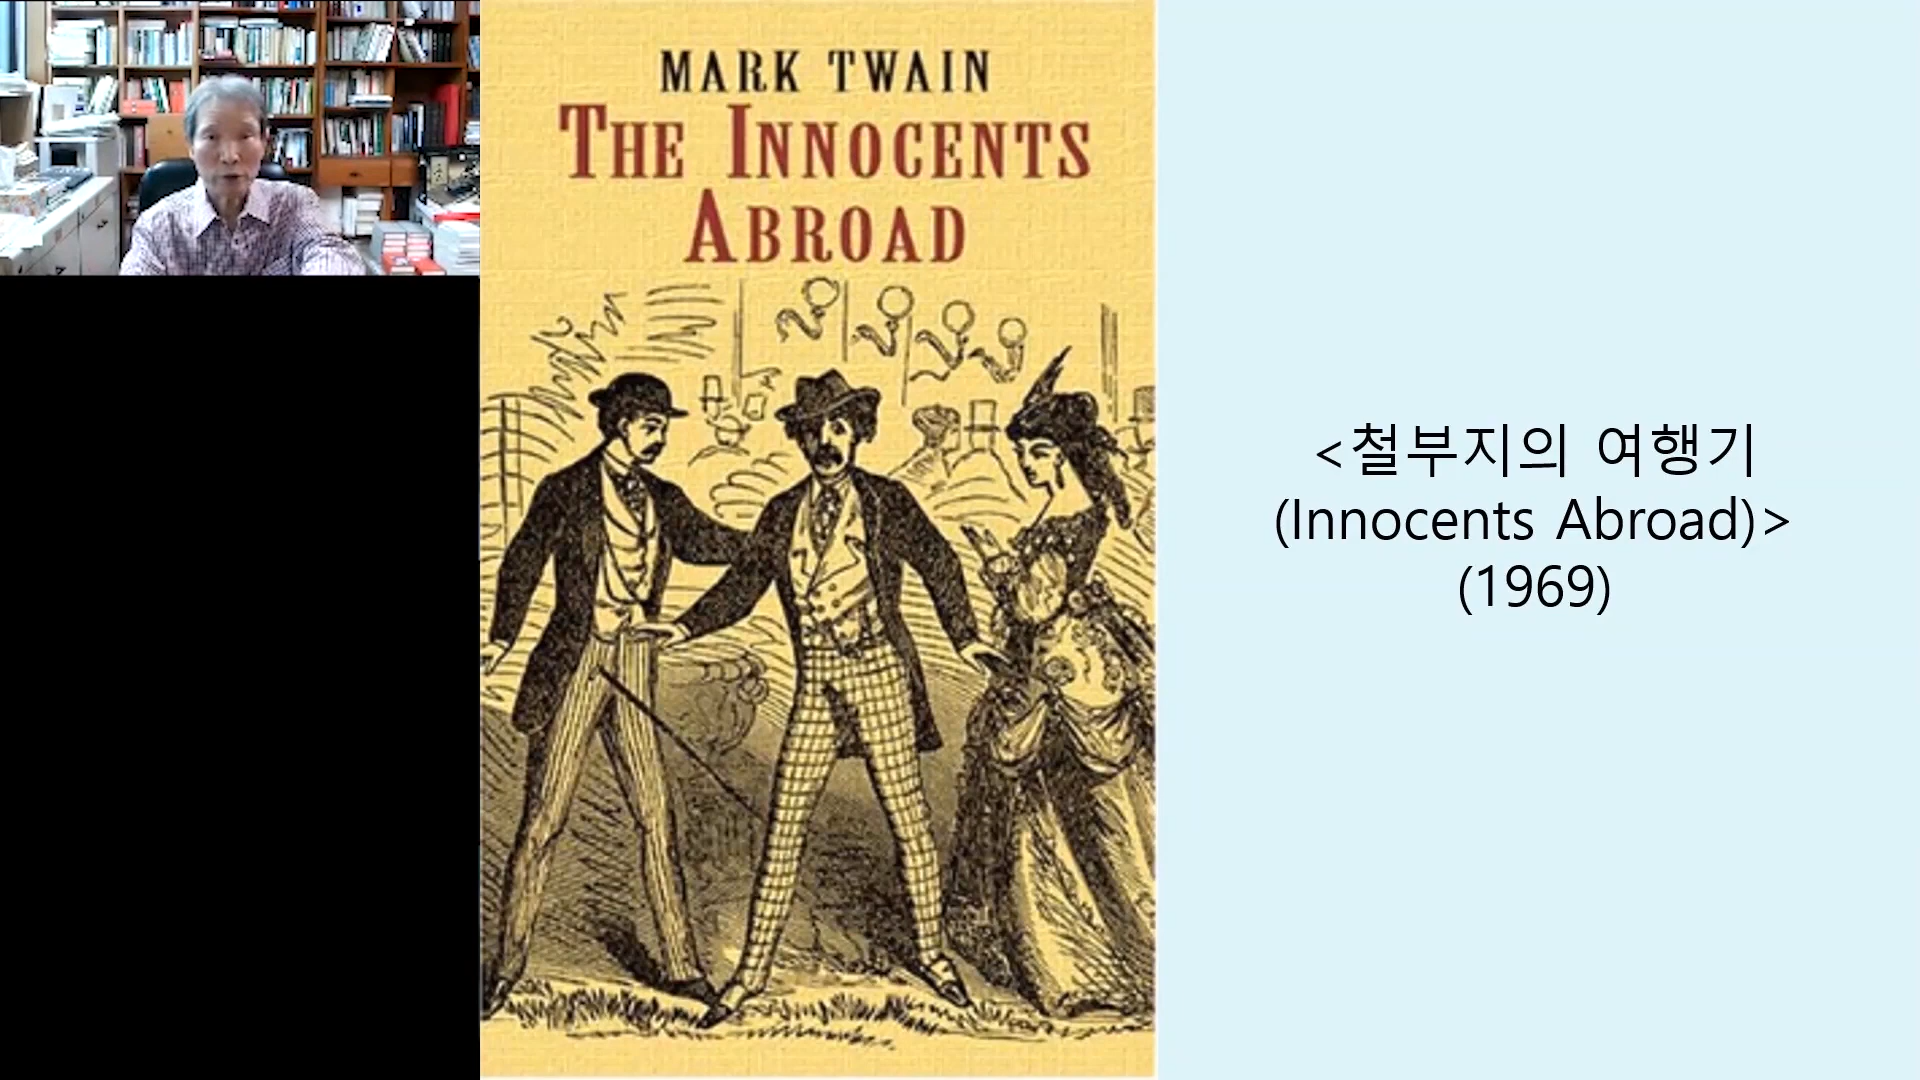 MARK TWAIN
THE INNOCENTS
ABROAD
<철부지의 여행기
(Innocents Abroad)>
(1969)